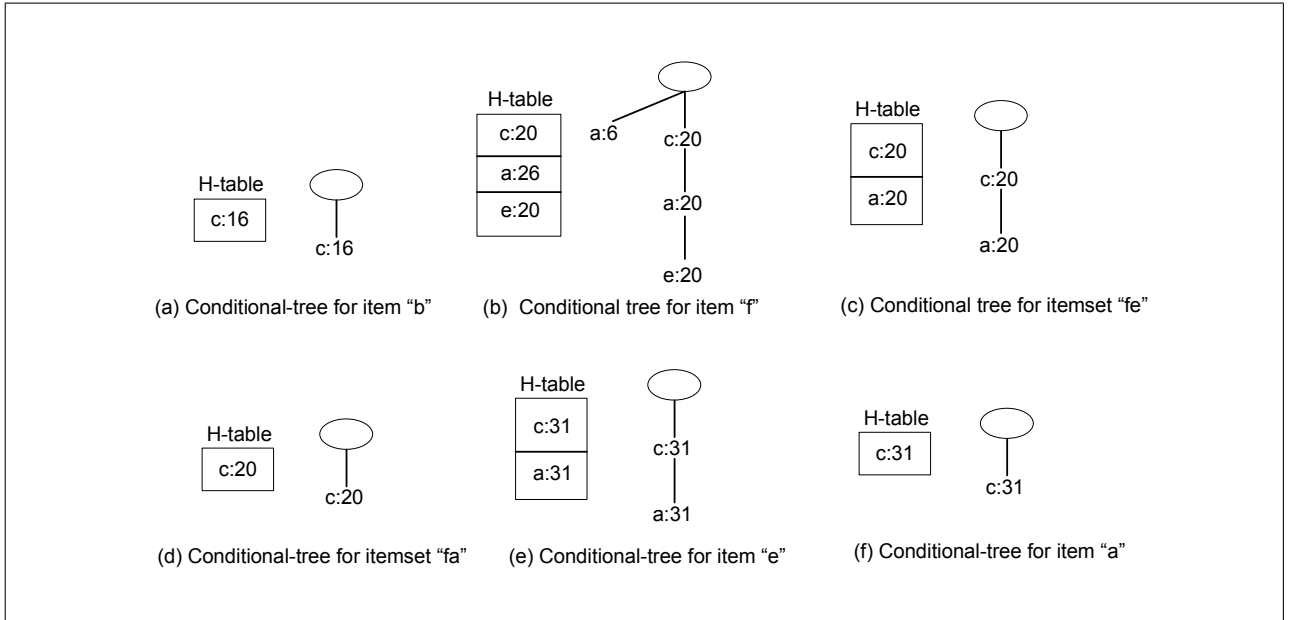 H-table
c:16
c:16
(a) Conditional-tree for item “b”
H-table
c:20
a:26
e:20
a:6
c:20
a:20
e:20
(b) Conditional tree for item “f”
H-table
c:20
a:20
c:20
a:20
(c) Conditional tree for itemset “fe”
H-table
c:20
c:20
(d) Conditional-tree for itemset “fa”
H-table
c:31
a:31
c:31
a:31
(e) Conditional-tree for item “e”
H-table
c:31
c:31
(f) Conditional-tree for item “a”